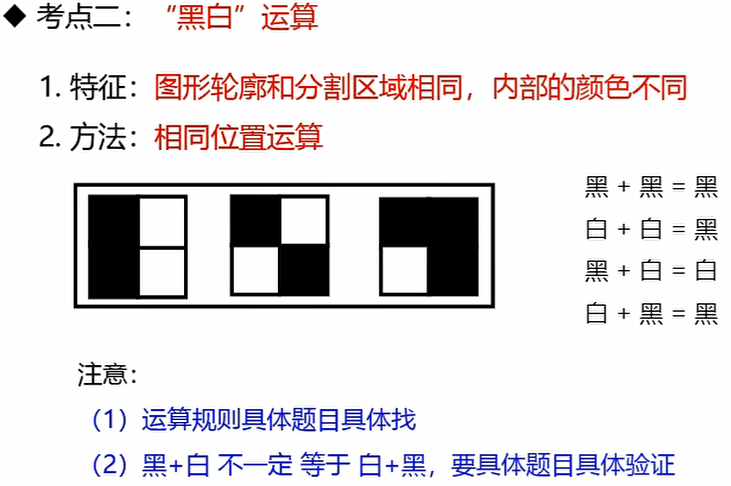 ◆ 考点二：“黑白”运算
1. 特征：图形轮廓和分割区域相同，内部的颜色不同
2. 方法：相同位置运算
黑 + 黑 = 黑
白 + 白 = 黑
黑 + 白 = 白
白 + 黑 = 黑
注意：
（1）运算规则具体题目具体找
（2）黑+白 不一定 等于 白+黑，要具体题目具体验证